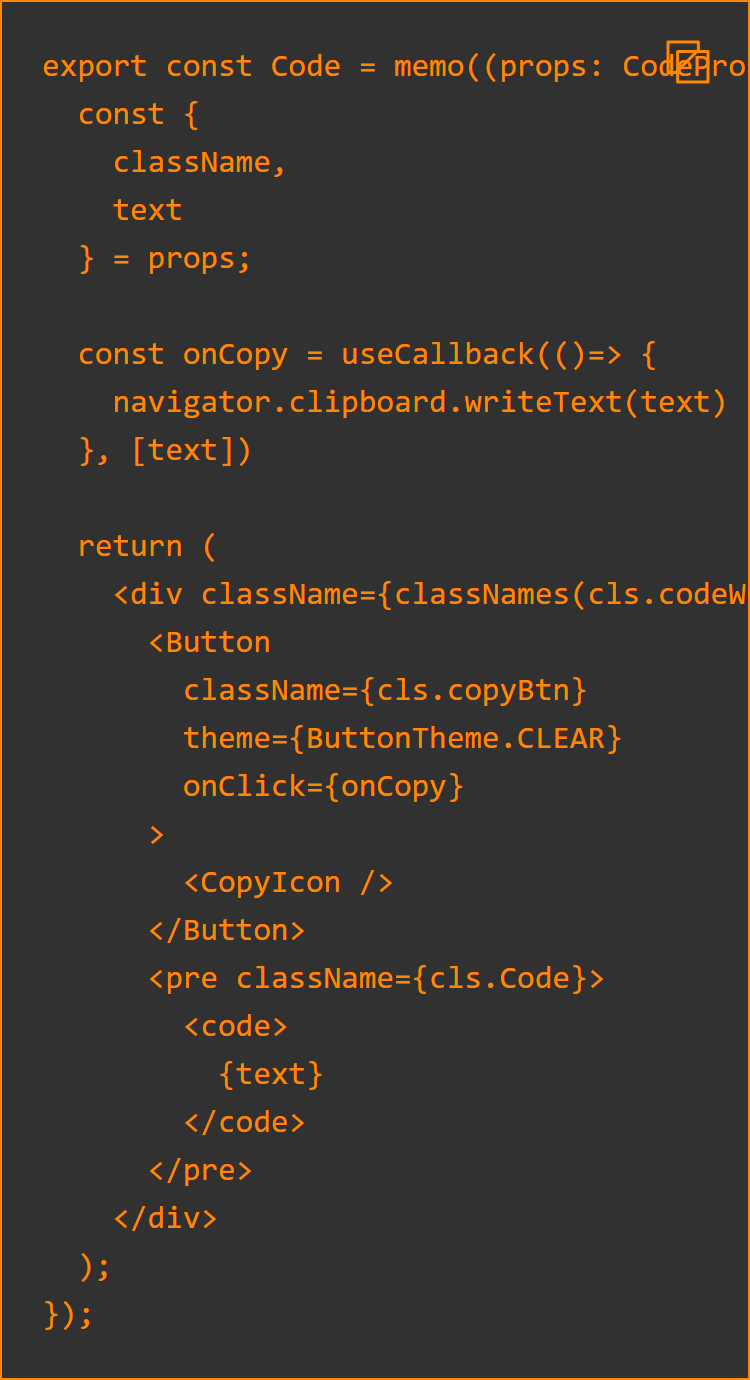 export const Code = memo((props: CodePro
  const {
    className,
    text
  } = props;

  const onCopy = useCallback(()=> {
    navigator.clipboard.writeText(text)
  }, [text])

  return (
    <div className={classNames(cls.codeW
      <Button
        className={cls.copyBtn}
        theme={ButtonTheme.CLEAR}
        onClick={onCopy}
      >
        <CopyIcon />
      </Button>
      <pre className={cls.Code}>
        <code>
          {text}
        </code>
      </pre>
    </div>
  );
});